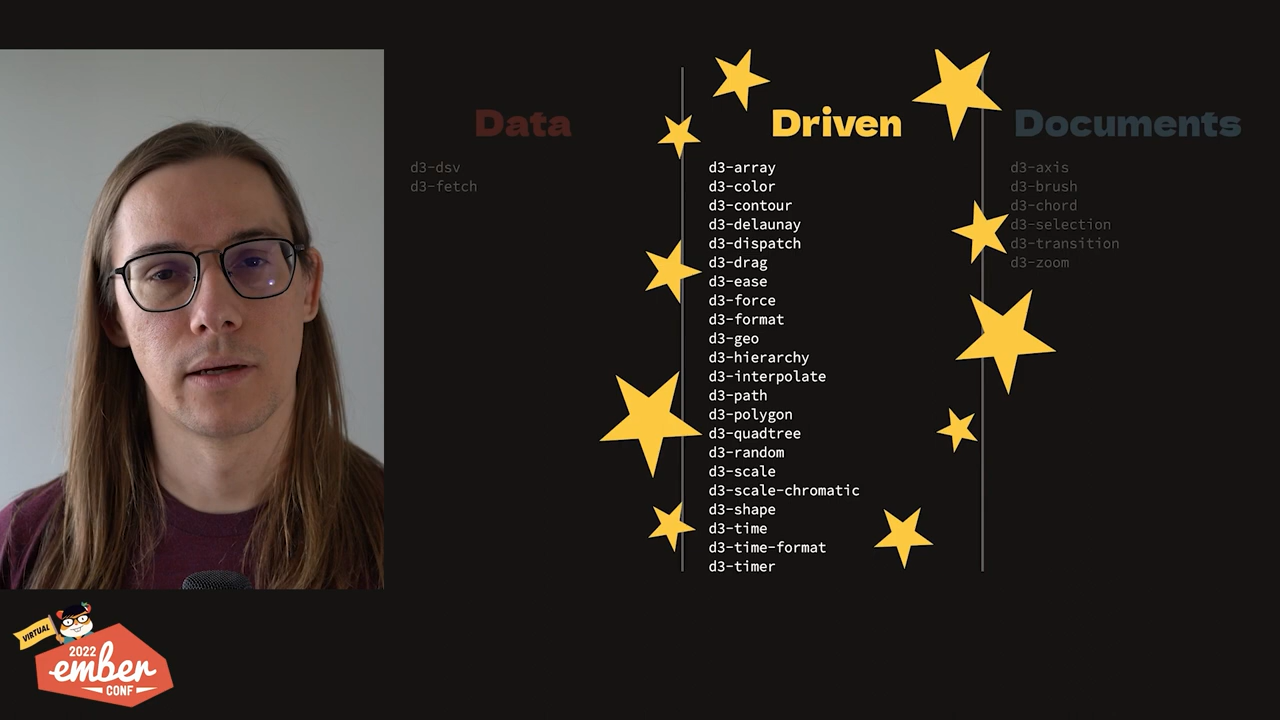 Data
d3-dsv
d3-fetch
Driven
d3-array
d3-color
d3-contour
d3-delaunay
d3-dispatch
d3-drag
d3-ease
d3-force
d3-format
d3-geo
d3-hierarchy
d3-interpolate
d3-path
d3-polygon
d3-quadtree
d3-random
d3-scale
d3-scale-chromatic
d3-shape
d3-time
d3-time-format
d3-timer
Documents
d3-axis
d3-brush
d3-chord
d3-selection
d3-transition
d3-zoom
VIRTUAL
2022
ember
CONF